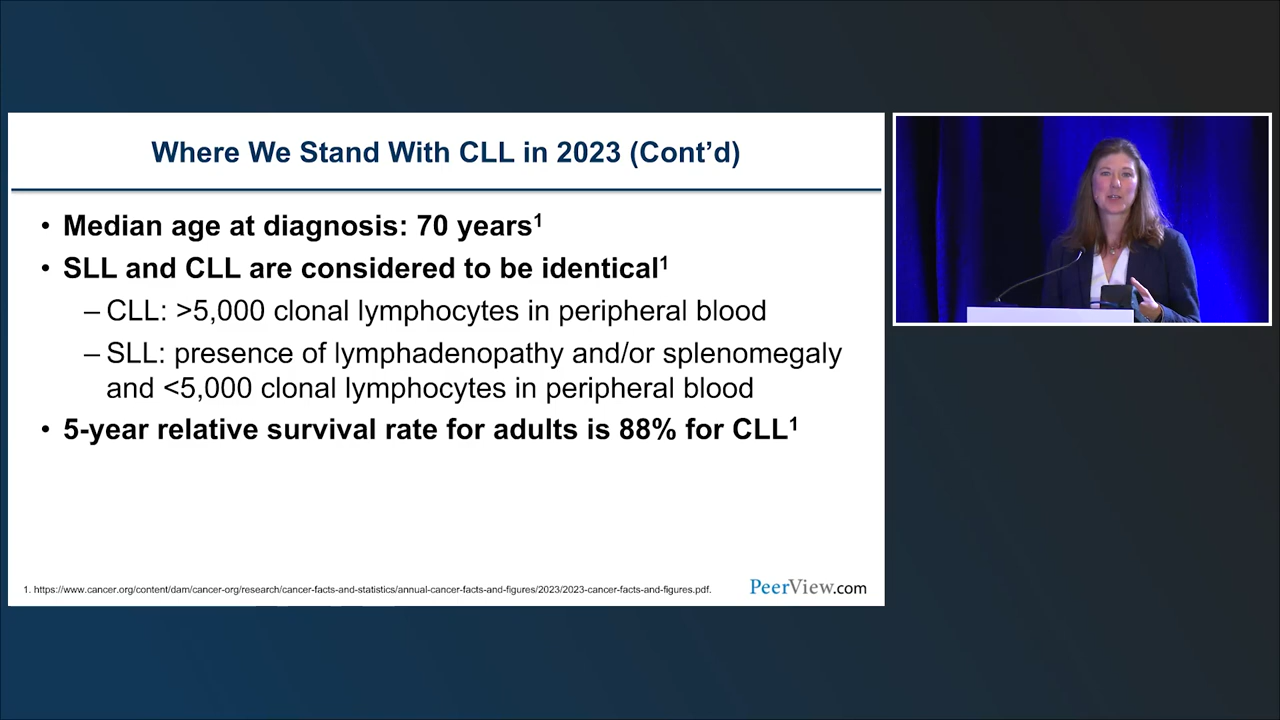 Where We Stand With CLL in 2023 (Cont’d)
• Median age at diagnosis: 70 years1
• SLL and CLL are considered to be identical1
– CLL: >5,000 clonal lymphocytes in peripheral blood
– SLL: presence of lymphadenopathy and/or splenomegaly
and <5,000 clonal lymphocytes in peripheral blood
• 5-year relative survival rate for adults is 88% for CLL1
1. https://www.cancer.org/content/dam/cancer-org/research/cancer-facts-and-statistics/annual-cancer-facts-and-figures/2023/2023-cancer-facts-and-figures.pdf.
PeerView.com